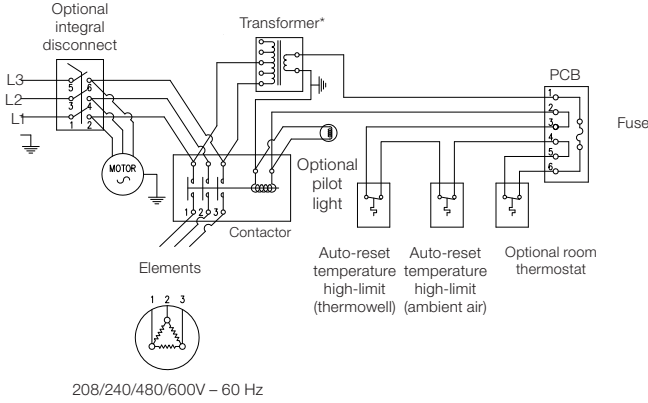 Optional
integral
disconnect
Transformer*
L3
L2
L1
5 6
3 4
1 2
MOTOR
PCB
1
2
3
4
5
6
Fuse
Optional
pilot
light
1 2 3
Contactor
Elements
Auto-reset
temperature
high-limit
(thermowell)
Auto-reset
temperature
high-limit
(ambient air)
Optional room
thermostat
1 2 3
208/240/480/600V – 60 Hz